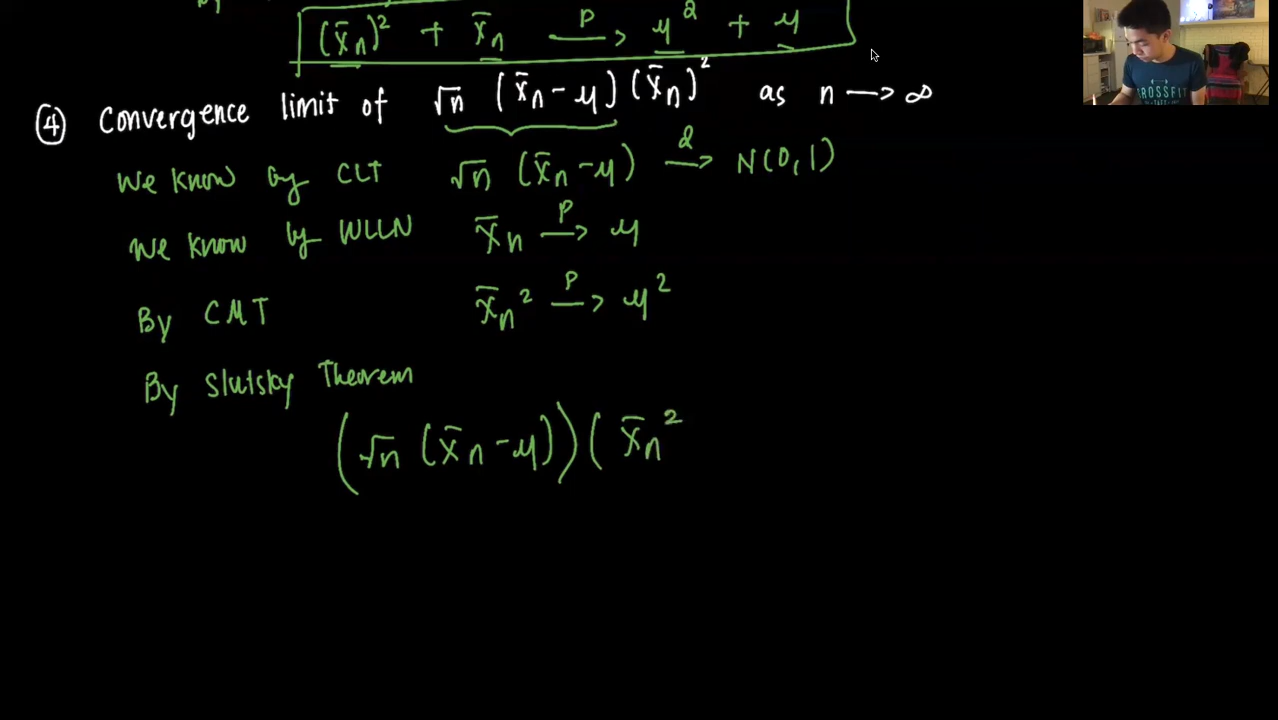 (X̄n)² + X̄n →p μ² + μ
④ Convergence limit of √n (X̄n − μ)(X̄n)² as n → ∞
We know by CLT √n (X̄n − μ) →d N(0,1)
We know by WLLN X̄n →p μ
By CMT X̄n² →p μ²
By Slutsky Theorem
(√n (X̄n − μ))(X̄n²
CROSSFIT